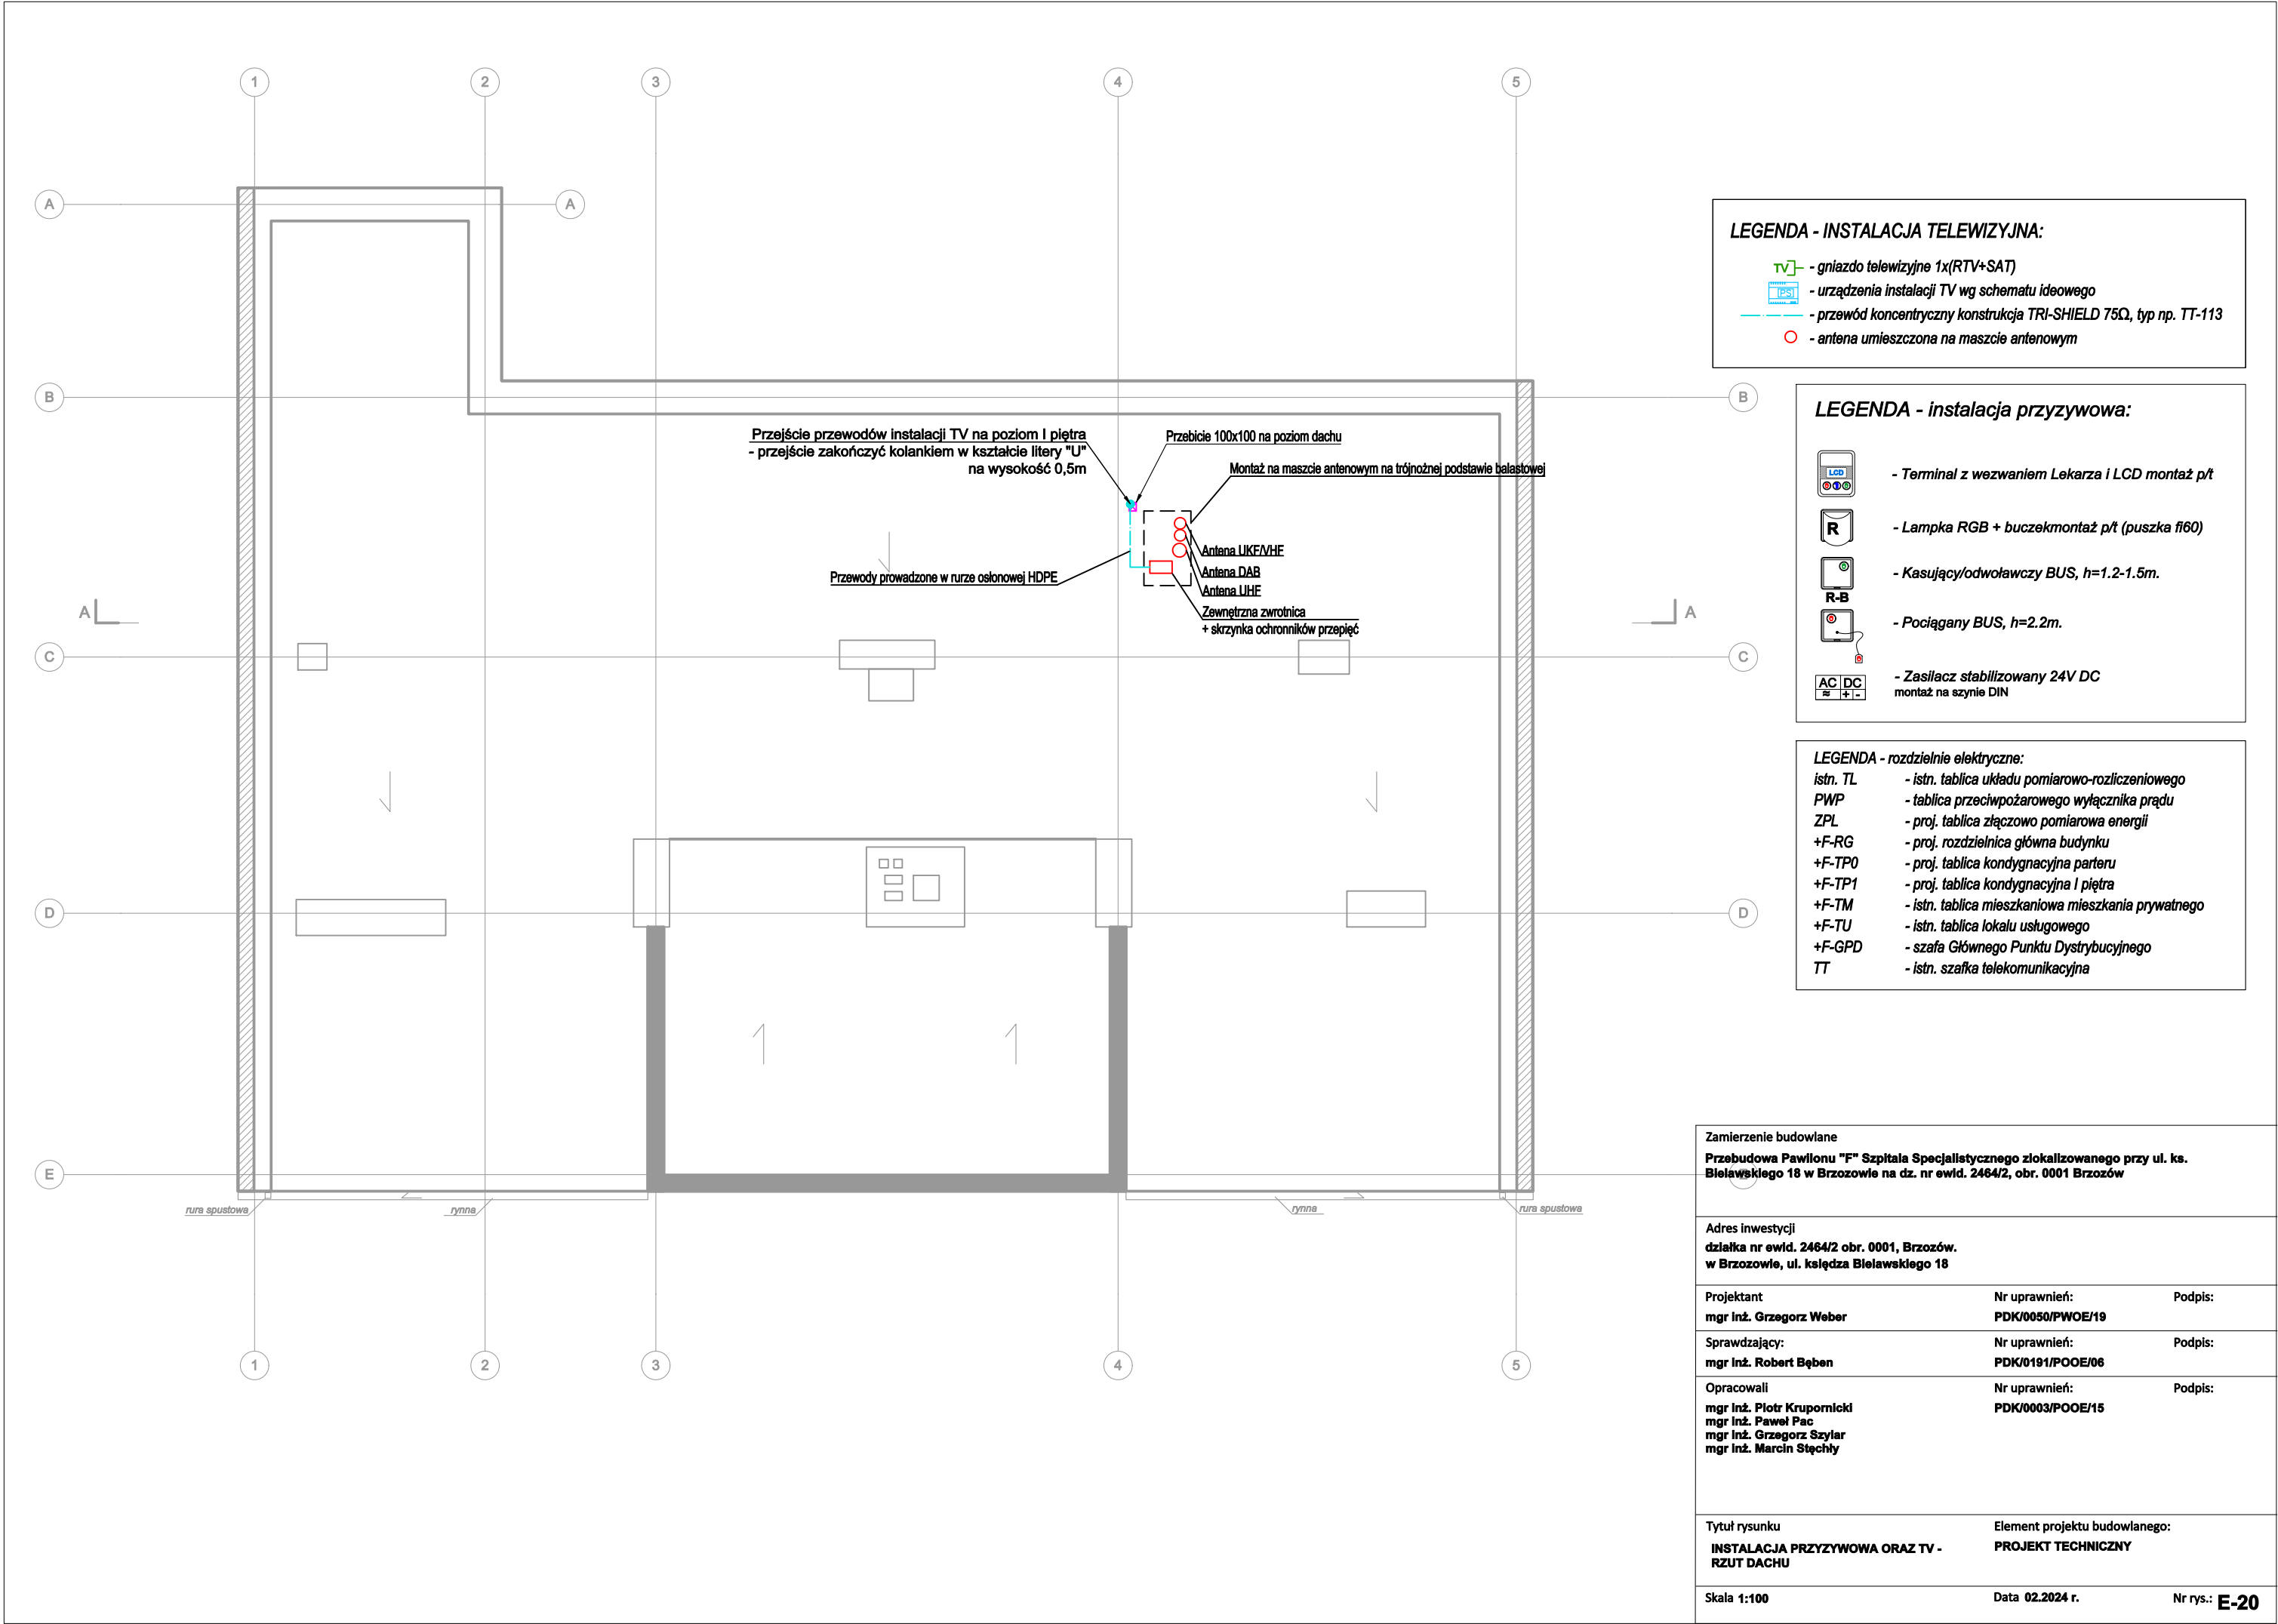 1
2
3
4
5
A
A
B
B
Przejście przewodów instalacji TV na poziom I piętra
- przejście zakończyć kolankiem w kształcie litery "U"
na wysokość 0,5m
Przebicie 100x100 na poziom dachu
Montaż na maszcie antenowym na trójnożnej podstawie balastowej
Antena UKF/VHF
Antena DAB
Antena UHF
Przewody prowadzone w rurze osłonowej HDPE
Zewnętrzna zwrotnica
+ skrzynka ochronników przepięć
A
A
C
C
D
D
E
E
rura spustowa
rynna
rynna
rura spustowa
1
2
3
4
5
LEGENDA - INSTALACJA TELEWIZYJNA:
TV - gniazdo telewizyjne 1x(RTV+SAT)
PS - urządzenia instalacji TV wg schematu ideowego
- przewód koncentryczny konstrukcja TRI-SHIELD 75Ω, typ np. TT-113
- antena umieszczona na maszcie antenowym
LEGENDA - instalacja przyzywowa:
LCD - Terminal z wezwaniem Lekarza i LCD montaż p/t
R - Lampka RGB + buczekmontaż p/t (puszka fi60)
- Kasujący/odwoławczy BUS, h=1.2-1.5m.
R-B
- Pociągany BUS, h=2.2m.
AC DC - Zasilacz stabilizowany 24V DC
≈ + - montaż na szynie DIN
LEGENDA - rozdzielnie elektryczne:
istn. TL - istn. tablica układu pomiarowo-rozliczeniowego
PWP - tablica przeciwpożarowego wyłącznika prądu
ZPL - proj. tablica złączowo pomiarowa energii
+F-RG - proj. rozdzielnica główna budynku
+F-TP0 - proj. tablica kondygnacyjna parteru
+F-TP1 - proj. tablica kondygnacyjna I piętra
+F-TM - istn. tablica mieszkaniowa mieszkania prywatnego
+F-TU - istn. tablica lokalu usługowego
+F-GPD - szafa Głównego Punktu Dystrybucyjnego
TT - istn. szafka telekomunikacyjna
Zamierzenie budowlane
Przebudowa Pawilonu "F" Szpitala Specjalistycznego zlokalizowanego przy ul. ks.
Bielawskiego 18 w Brzozowie na dz. nr ewid. 2464/2, obr. 0001 Brzozów
Adres inwestycji
działka nr ewid. 2464/2 obr. 0001, Brzozów.
w Brzozowie, ul. księdza Bielawskiego 18
Projektant Nr uprawnień: Podpis:
mgr inż. Grzegorz Weber PDK/0050/PWOE/19
Sprawdzający: Nr uprawnień: Podpis:
mgr inż. Robert Bęben PDK/0191/POOE/06
Opracowali Nr uprawnień: Podpis:
mgr inż. Piotr Krupornicki PDK/0003/POOE/15
mgr inż. Paweł Pac
mgr inż. Grzegorz Szylar
mgr inż. Marcin Stęchły
Tytuł rysunku Element projektu budowlanego:
INSTALACJA PRZYZYWOWA ORAZ TV - PROJEKT TECHNICZNY
RZUT DACHU
Skala 1:100 Data 02.2024 r. Nr rys.: E-20